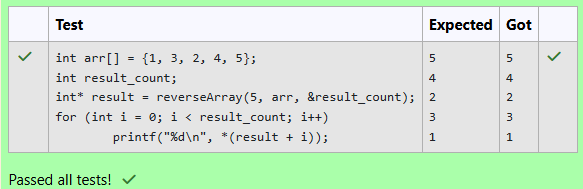 Test Expected Got
int arr[] = {1, 3, 2, 4, 5}; 5 5
int result_count; 4 4
int* result = reverseArray(5, arr, &result_count); 2 2
for (int i = 0; i < result_count; i++) 3 3
        printf("%d\n", *(result + i)); 1 1
Passed all tests!